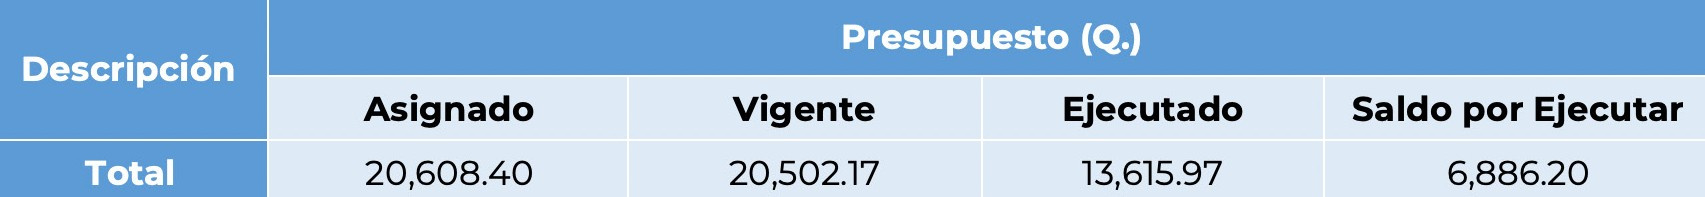 Descripción
Presupuesto (Q.)
Asignado Vigente Ejecutado Saldo por Ejecutar
Total 20,608.40 20,502.17 13,615.97 6,886.20